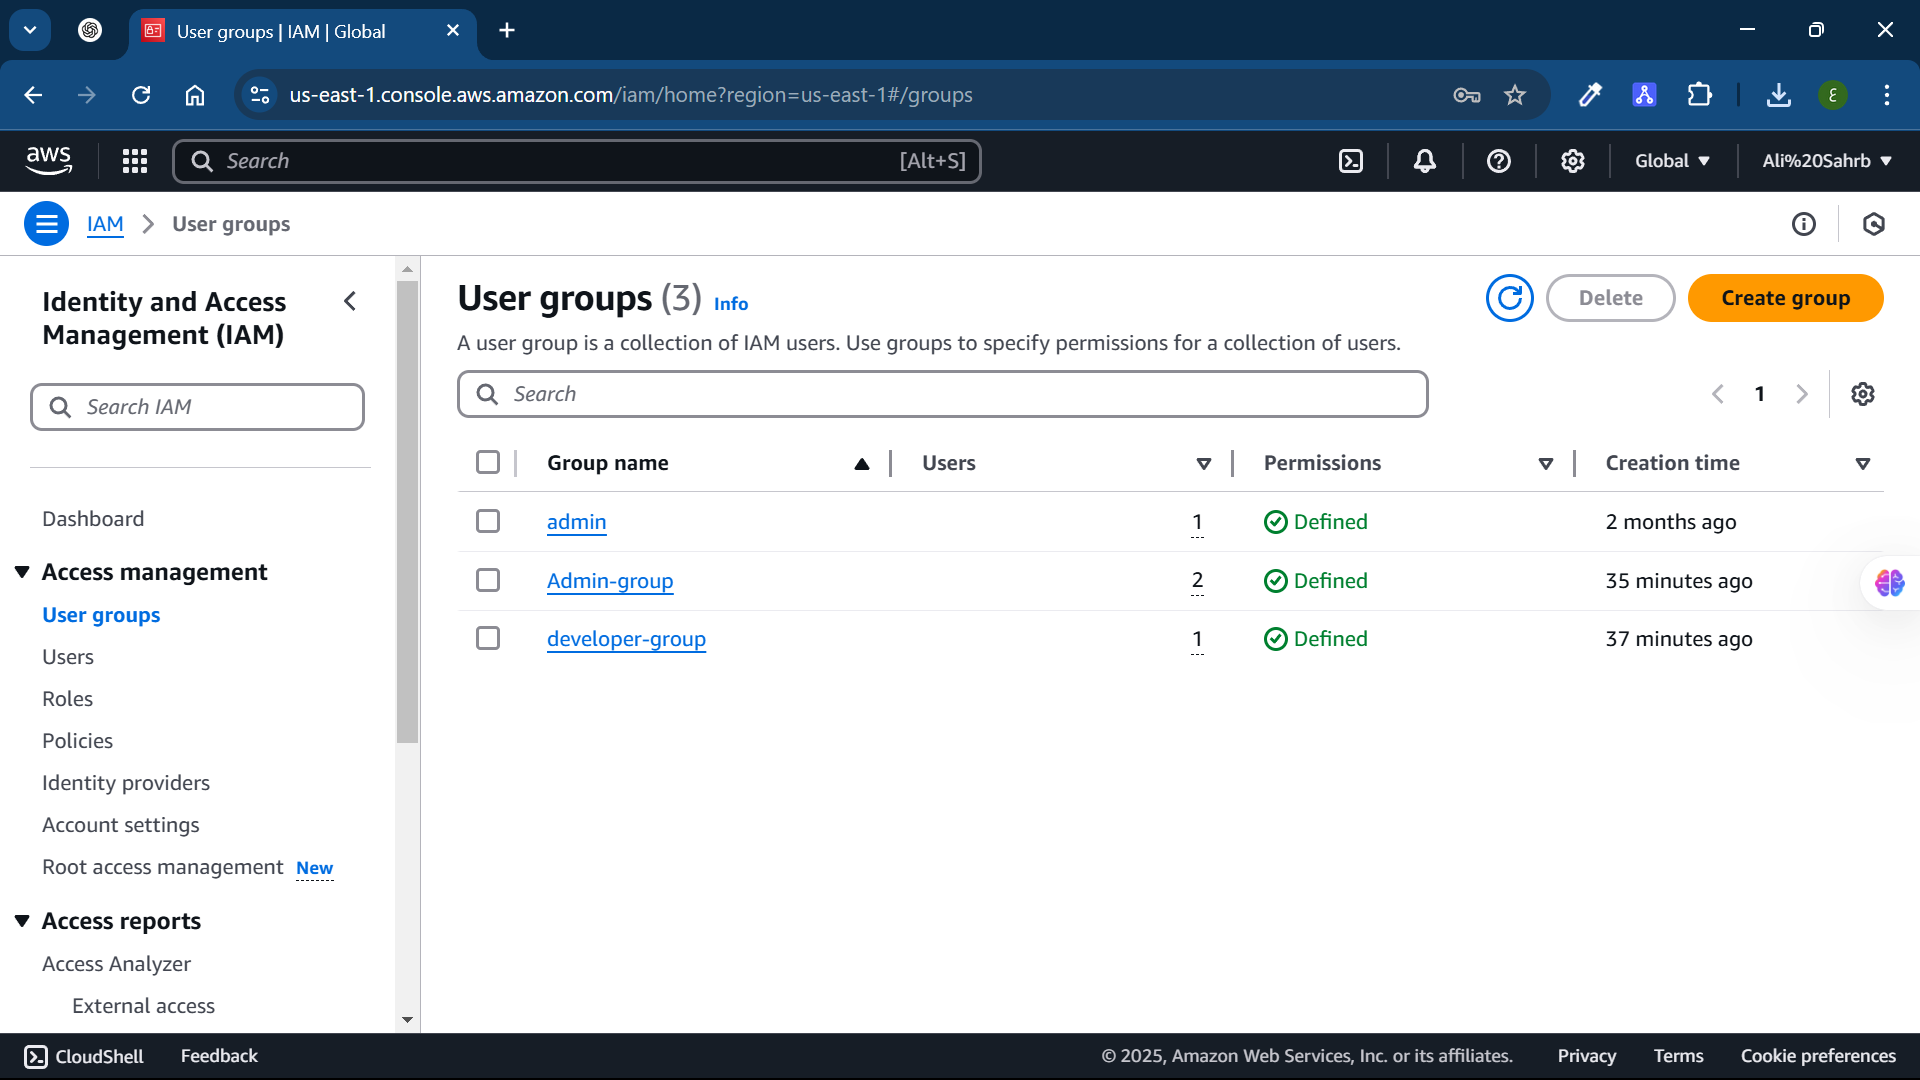 User groups | IAM | Global
us-east-1.console.aws.amazon.com/iam/home?region=us-east-1#/groups
ε
aws
Search
[Alt+S]
Global
Ali%20Sahrb
IAM
User groups
Identity and Access
Management (IAM)
Search IAM
Dashboard
Access management
User groups
Users
Roles
Policies
Identity providers
Account settings
Root access management New
Access reports
Access Analyzer
External access
User groups (3) Info
Delete
Create group
A user group is a collection of IAM users. Use groups to specify permissions for a collection of users.
Search
1
Group name Users Permissions Creation time
admin 1 Defined 2 months ago
Admin-group 2 Defined 35 minutes ago
developer-group 1 Defined 37 minutes ago
CloudShell Feedback © 2025, Amazon Web Services, Inc. or its affiliates. Privacy Terms Cookie preferences